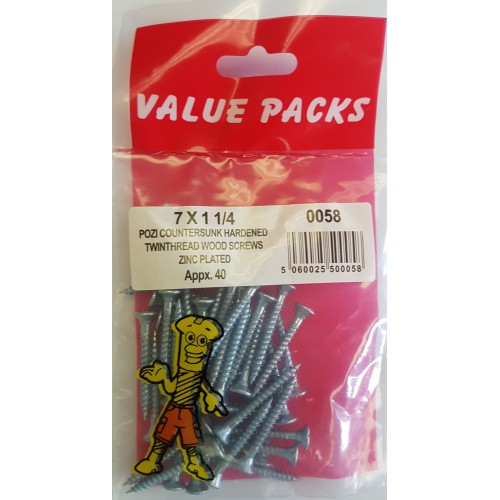 VALUE PACKS
7 X 1 1/4
0058
POZI COUNTERSUNK HARDENED
TWINTHREAD WOOD SCREWS
ZINC PLATED
Appx. 40
5 060025 500058